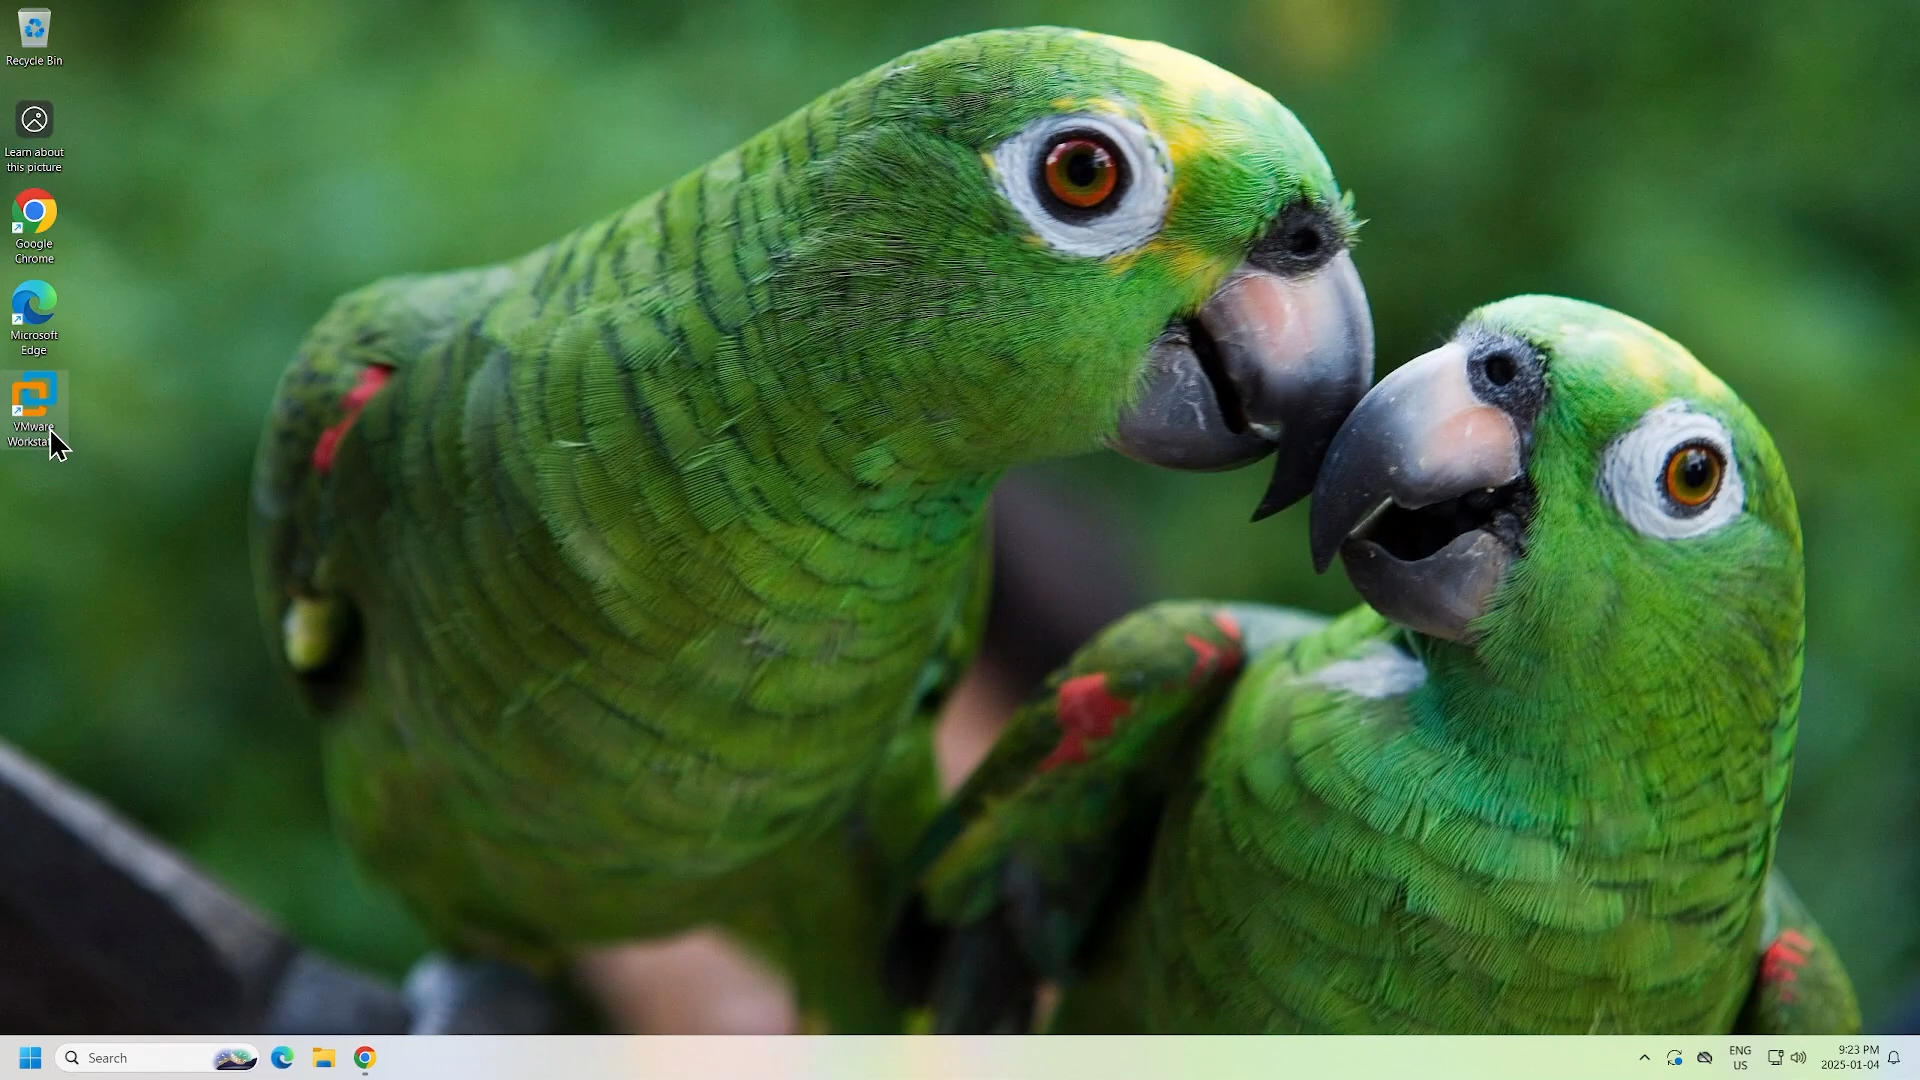 Recycle Bin
Learn about
this picture
Google
Chrome
Microsoft
Edge
VMware
Search
ENG
US
9:23 PM
2025-01-04